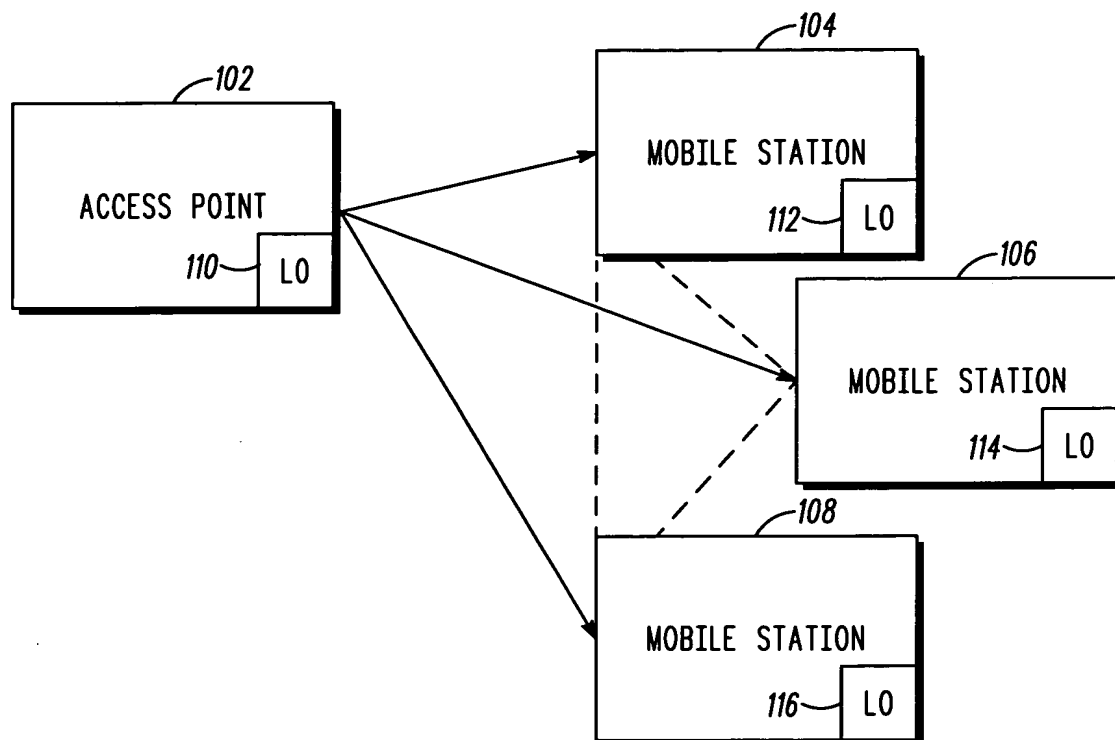 104
102
MOBILE STATION
112
LO
ACCESS POINT
110
LO
106
MOBILE STATION
114
LO
108
MOBILE STATION
116
LO